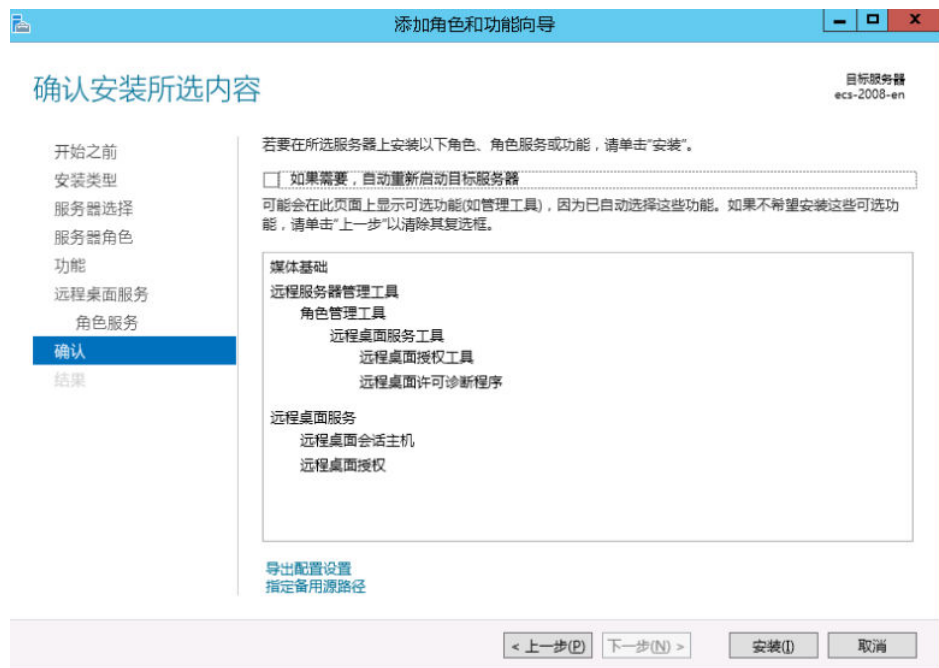 添加角色和功能向导
确认安装所选内容
目标服务器
ecs-2008-en
开始之前
安装类型
服务器选择
服务器角色
功能
远程桌面服务
角色服务
确认
结果
若要在所选服务器上安装以下角色、角色服务或功能，请单击"安装"。
如果需要，自动重新启动目标服务器
可能会在此页面上显示可选功能(如管理工具)，因为已自动选择这些功能。如果不希望安装这些可选功
能，请单击"上一步"以清除其复选框。
媒体基础
远程服务器管理工具
角色管理工具
远程桌面服务工具
远程桌面授权工具
远程桌面许可诊断程序
远程桌面服务
远程桌面会话主机
远程桌面授权
导出配置设置
指定备用源路径
< 上一步(P) 下一步(N) > 安装(I) 取消